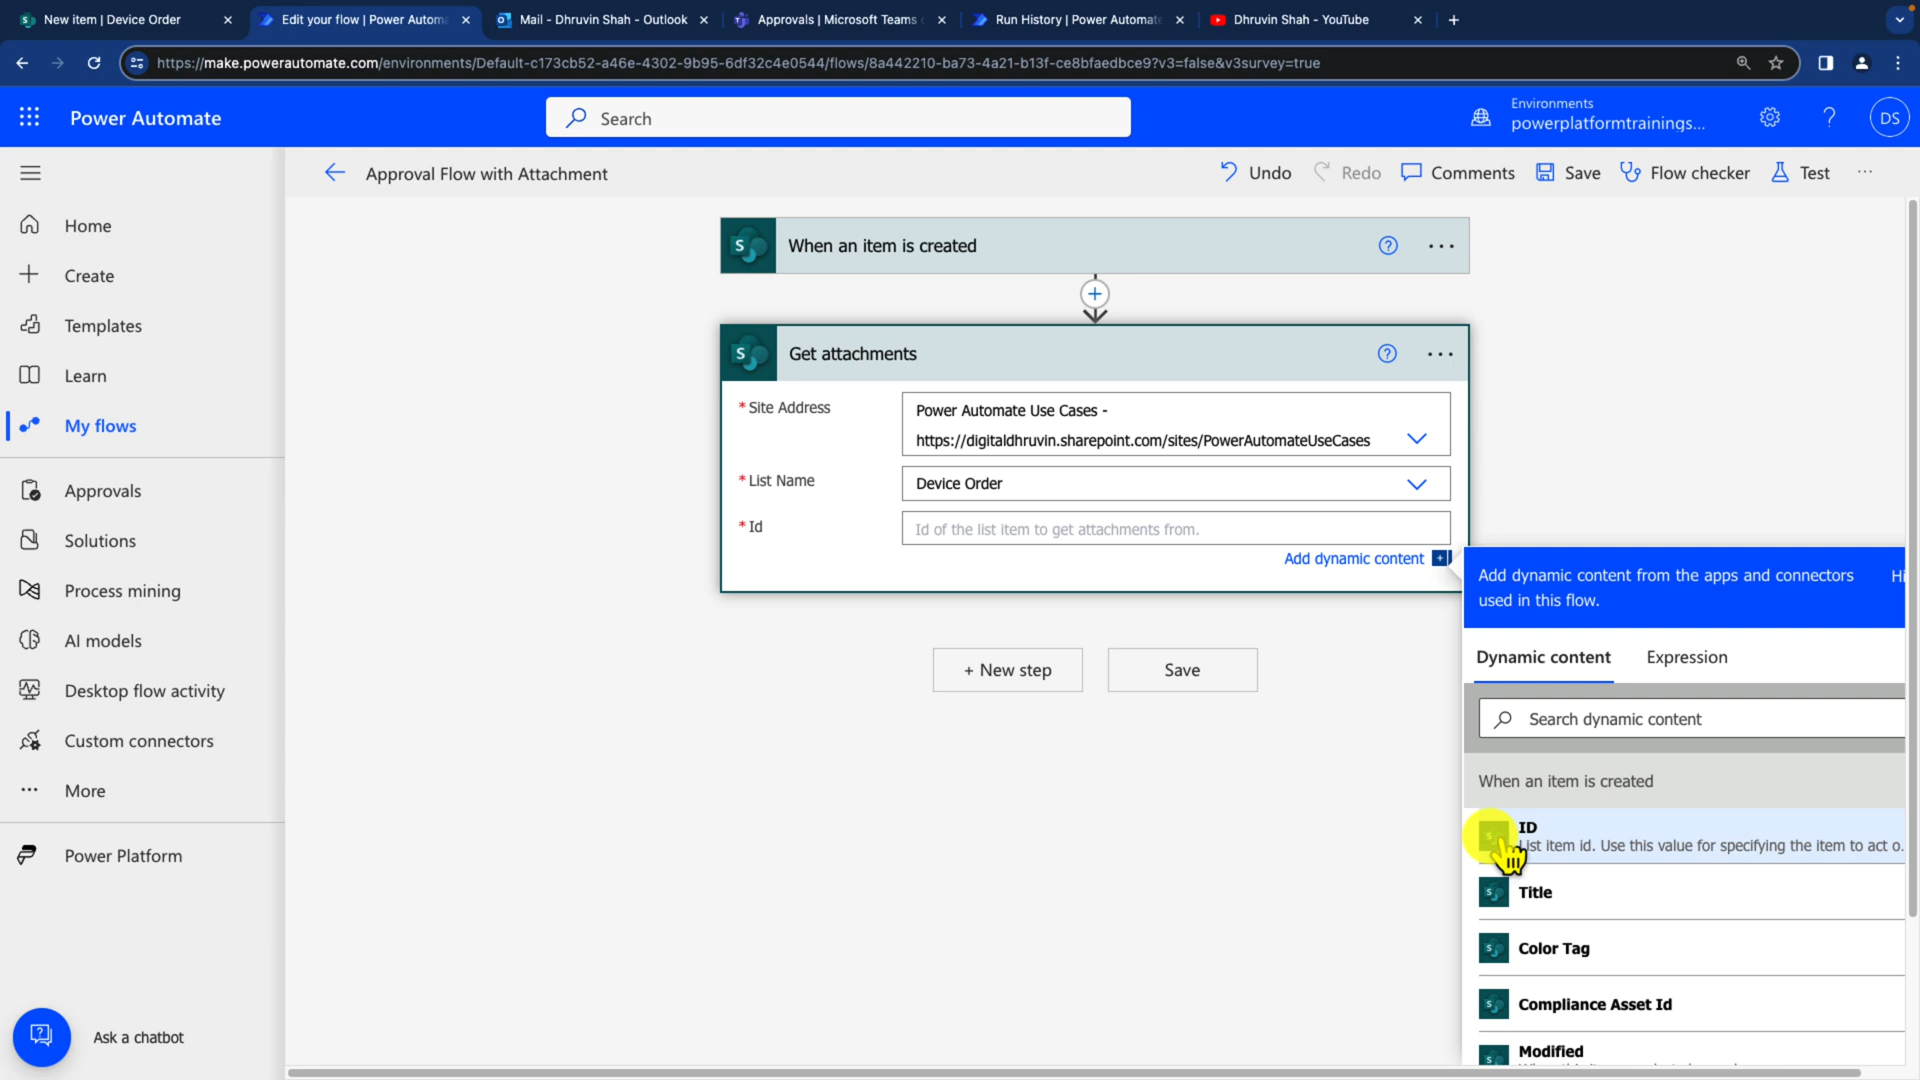 New item | Device Order
Edit your flow | Power Automa
Mail - Dhruvin Shah - Outlook
Approvals | Microsoft Teams
Run History | Power Automate
Dhruvin Shah - YouTube
https://make.powerautomate.com/environments/Default-c173cb52-a46e-4302-9b95-6df32c4e0544/flows/8a442210-ba73-4a21-b13f-ce8bfaedbce9?v3=false&v3survey=true
Power Automate
Search
Environments
powerplatformtrainings...
DS
Approval Flow with Attachment
Undo
Redo
Comments
Save
Flow checker
Test
Home
Create
Templates
Learn
My flows
Approvals
Solutions
Process mining
AI models
Desktop flow activity
Custom connectors
More
Power Platform
Ask a chatbot
When an item is created
Get attachments
* Site Address
Power Automate Use Cases -
https://digitaldhruvin.sharepoint.com/sites/PowerAutomateUseCases
* List Name
Device Order
* Id
Id of the list item to get attachments from.
Add dynamic content
+ New step
Save
Add dynamic content from the apps and connectors
used in this flow.
Hi
Dynamic content
Expression
Search dynamic content
When an item is created
ID
List item id. Use this value for specifying the item to act o.
Title
Color Tag
Compliance Asset Id
Modified